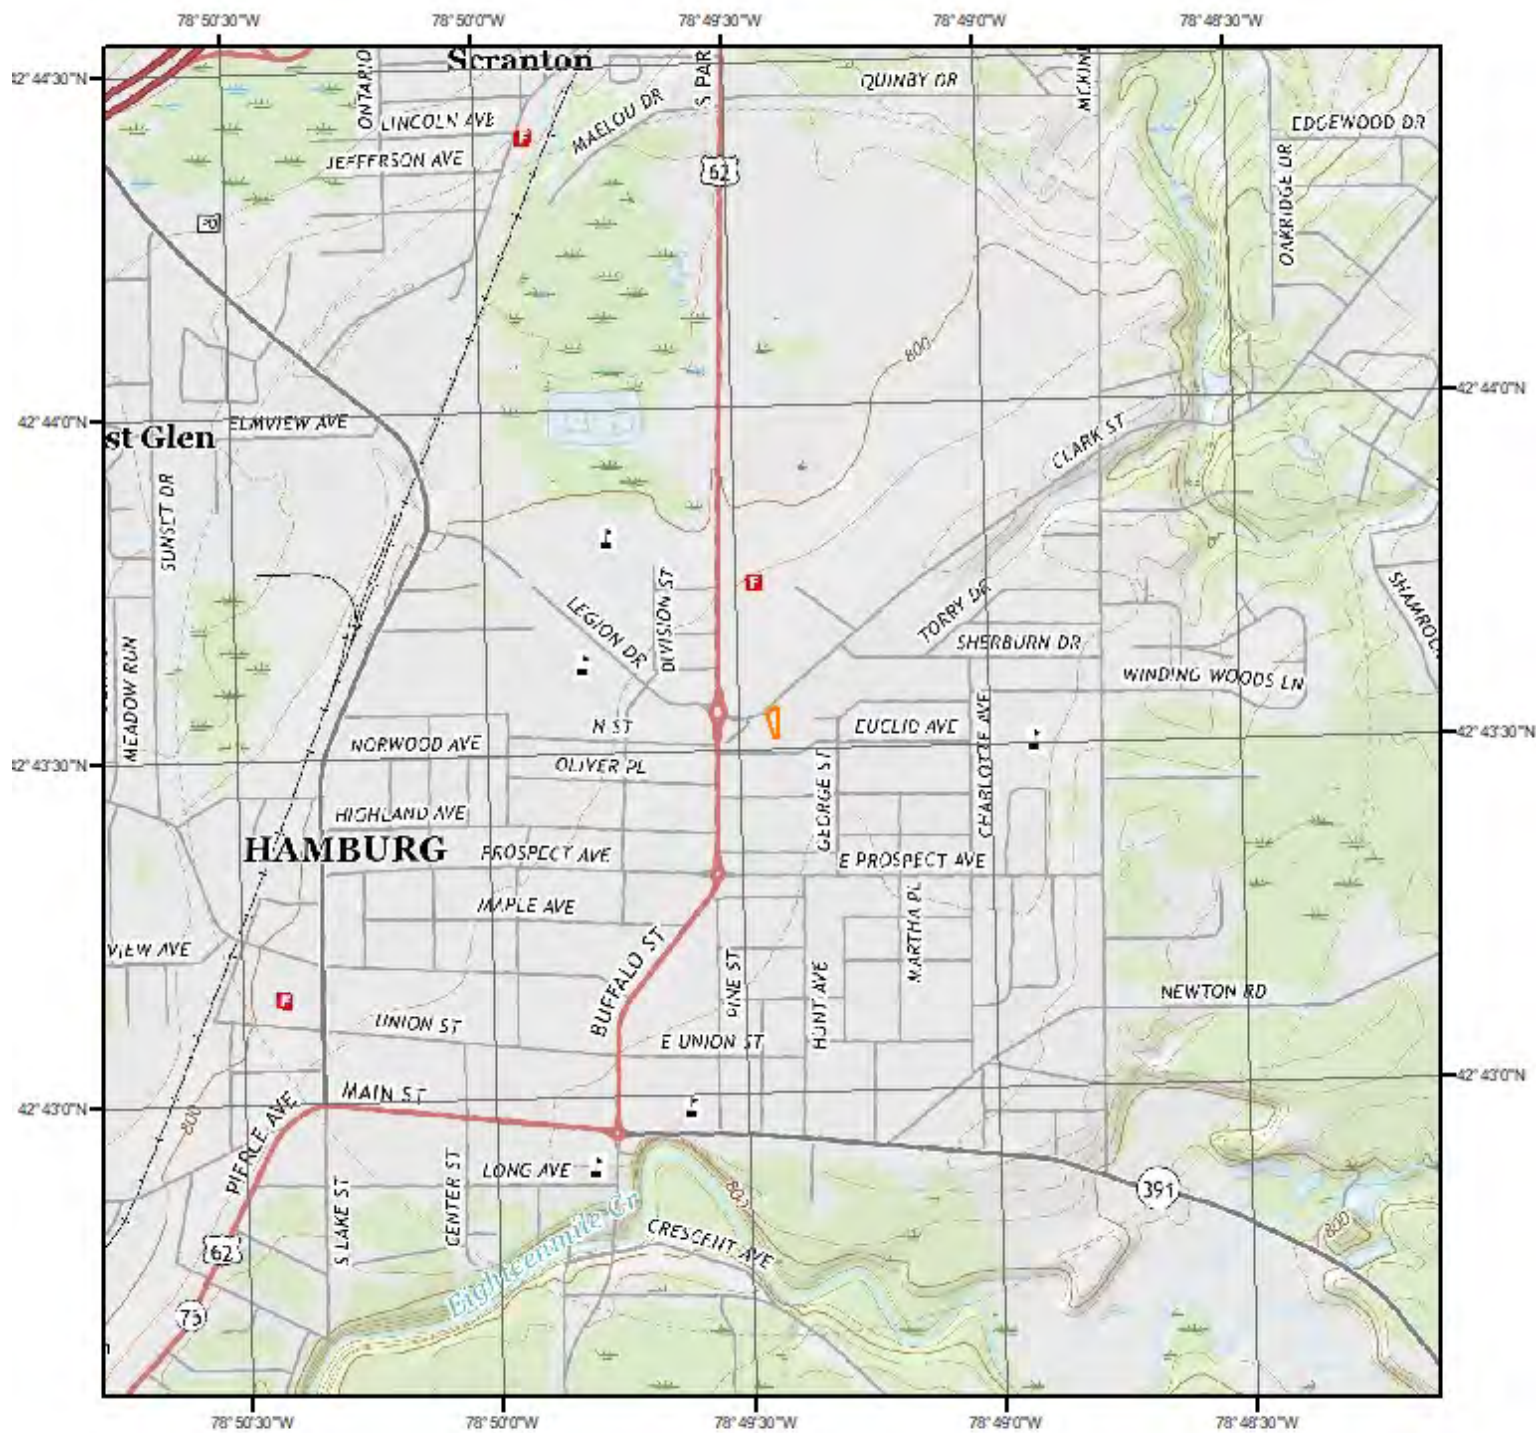 78°50'30"W
78°50'0"W
78°49'30"W
78°49'0"W
78°48'30"W
42°44'30"N
Scranton
S PAR
QUINBY DR
ONTARIO
LINCOLN AVE
MAELOU DR
EDGEWOOD DR
F
JEFFERSON AVE
62
OAKRIDGE DR
PO
800
42°44'0"N
42°44'0"N
ELMVIEW AVE
st Glen
CLARK ST
SUNSET DR
LEGION DR
DIVISION ST
F
TORRY DR
SHERBURN DR
MEADOW RUN
WINDING WOODS LN
N ST
EUCLID AVE
CHARLOTTE AVE
42°43'30"N
NORWOOD AVE
42°43'30"N
OLIVER PL
GEORGE ST
HIGHLAND AVE
HAMBURG
PROSPECT AVE
E PROSPECT AVE
MAPLE AVE
MARTHA PL
VIEW AVE
BUFFALO ST
PINE ST
HUNT AVE
NEWTON RD
F
UNION ST
E UNION ST
42°43'0"N
42°43'0"N
MAIN ST
800
PIERCE AVE
LONG AVE
800
391
S LAKE ST
CENTER ST
Eighteenmile Cr
CRESCENT AVE
800
62
78°50'30"W
78°50'0"W
78°49'30"W
78°49'0"W
78°48'30"W